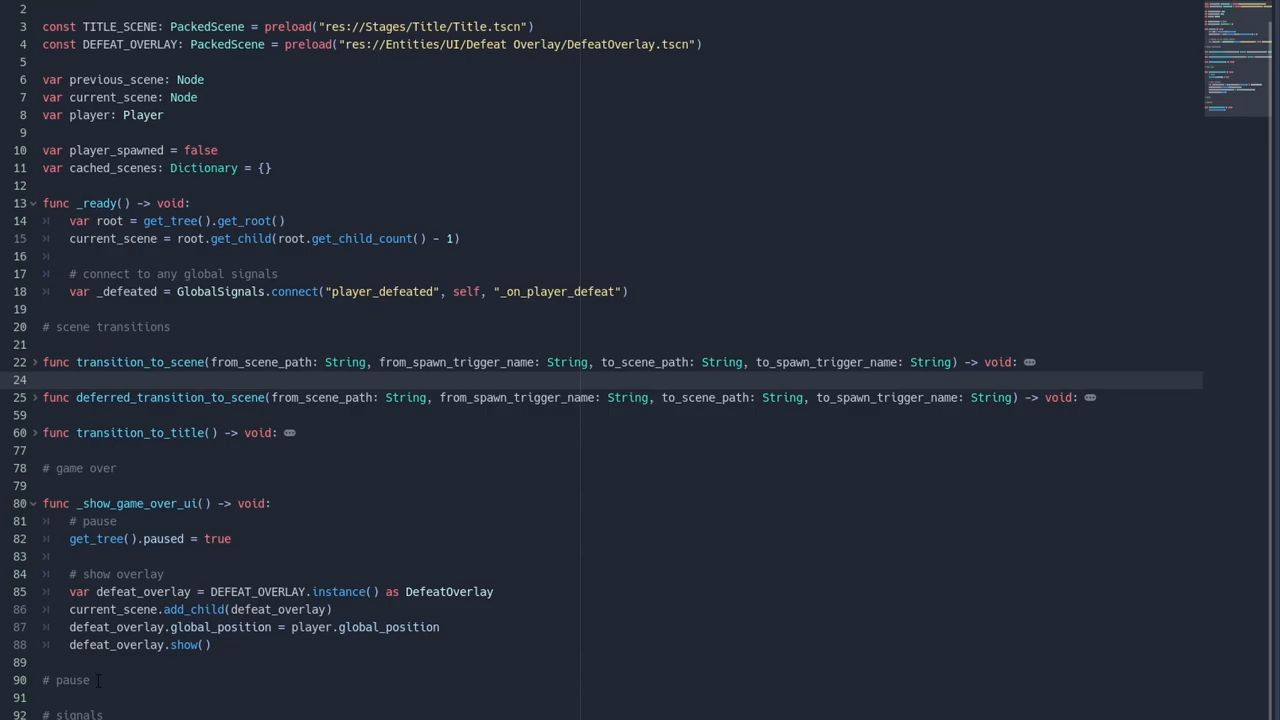 2
3 const TITLE_SCENE: PackedScene = preload("res://Stages/Title/Title.tscn")
4 const DEFEAT_OVERLAY: PackedScene = preload("res://Entities/UI/Defeat Overlay/DefeatOverlay.tscn")
5
6 var previous_scene: Node
7 var current_scene: Node
8 var player: Player
9
10 var player_spawned = false
11 var cached_scenes: Dictionary = {}
12
13 func _ready() -> void:
14 var root = get_tree().get_root()
15 current_scene = root.get_child(root.get_child_count() - 1)
16
17 # connect to any global signals
18 var _defeated = GlobalSignals.connect("player_defeated", self, "_on_player_defeat")
19
20 # scene transitions
21
22 func transition_to_scene(from_scene_path: String, from_spawn_trigger_name: String, to_scene_path: String, to_spawn_trigger_name: String) -> void:
24
25 func deferred_transition_to_scene(from_scene_path: String, from_spawn_trigger_name: String, to_scene_path: String, to_spawn_trigger_name: String) -> void:
59
60 func transition_to_title() -> void:
77
78 # game over
79
80 func _show_game_over_ui() -> void:
81 # pause
82 get_tree().paused = true
83
84 # show overlay
85 var defeat_overlay = DEFEAT_OVERLAY.instance() as DefeatOverlay
86 current_scene.add_child(defeat_overlay)
87 defeat_overlay.global_position = player.global_position
88 defeat_overlay.show()
89
90 # pause
91
92 # signals